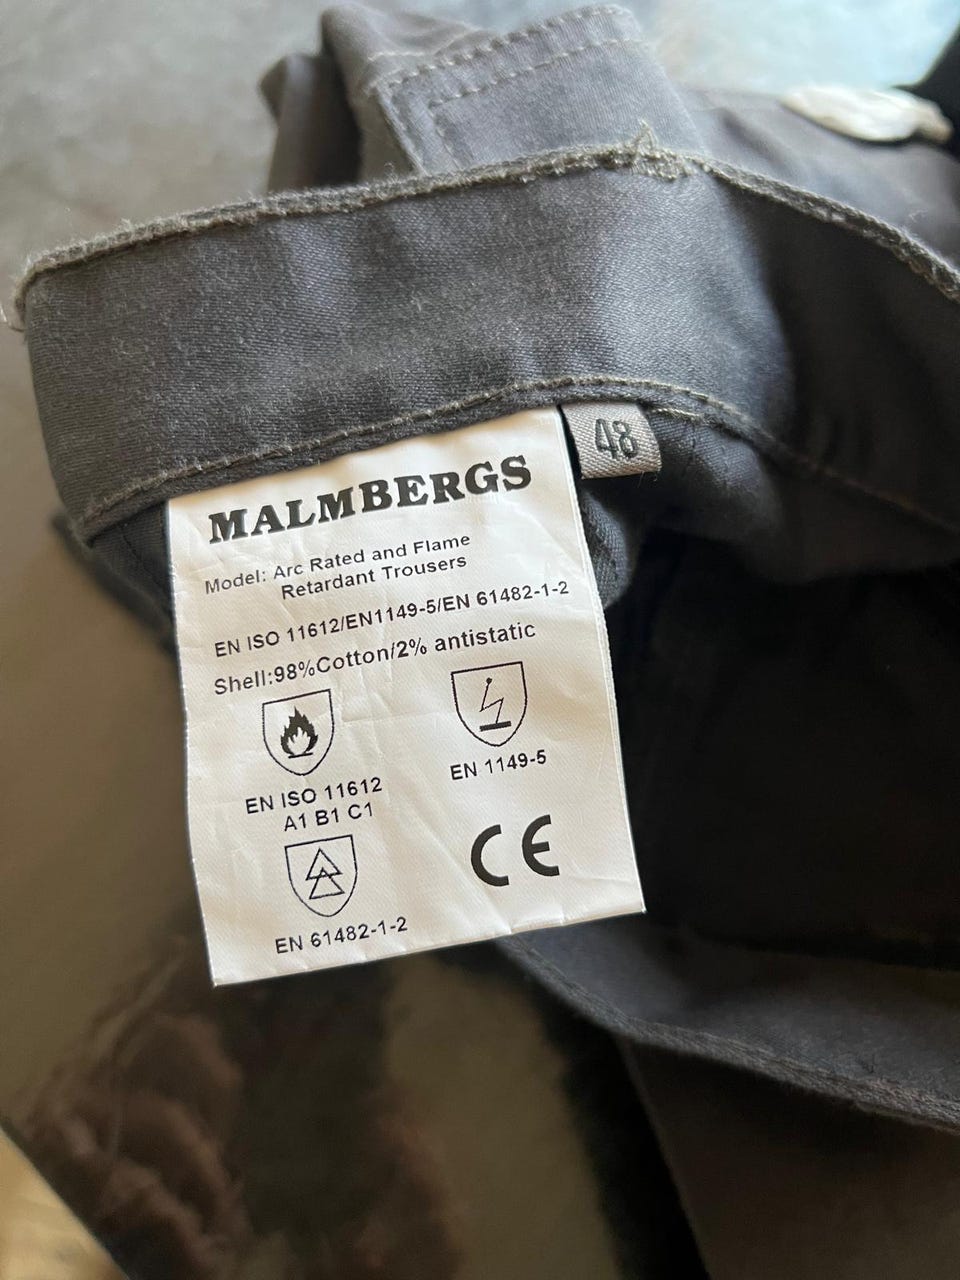 48
MALMBERGS
Model: Arc Rated and Flame
Retardant Trousers
EN ISO 11612/EN1149-5/EN 61482-1-2
Shell:98%Cotton/2% antistatic
EN ISO 11612
A1 B1 C1
EN 1149-5
EN 61482-1-2
CE